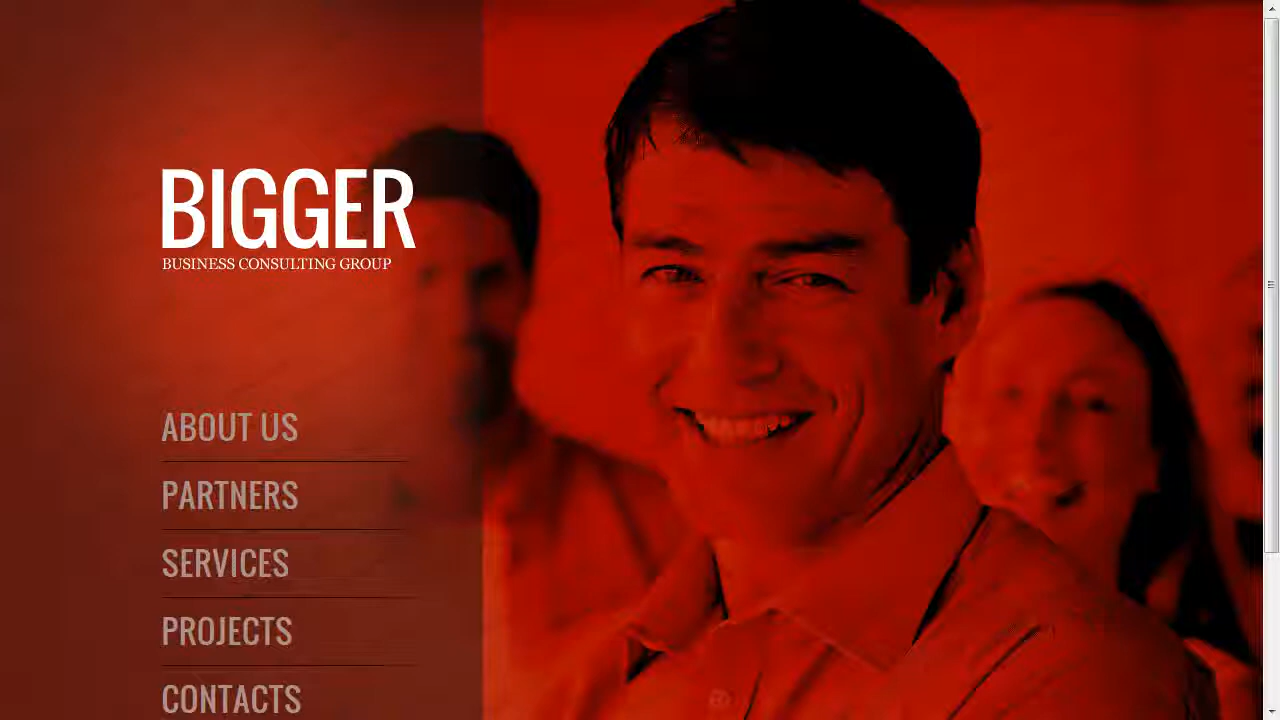 BIGGER
BUSINESS CONSULTING GROUP
ABOUT US
PARTNERS
SERVICES
PROJECTS
CONTACTS